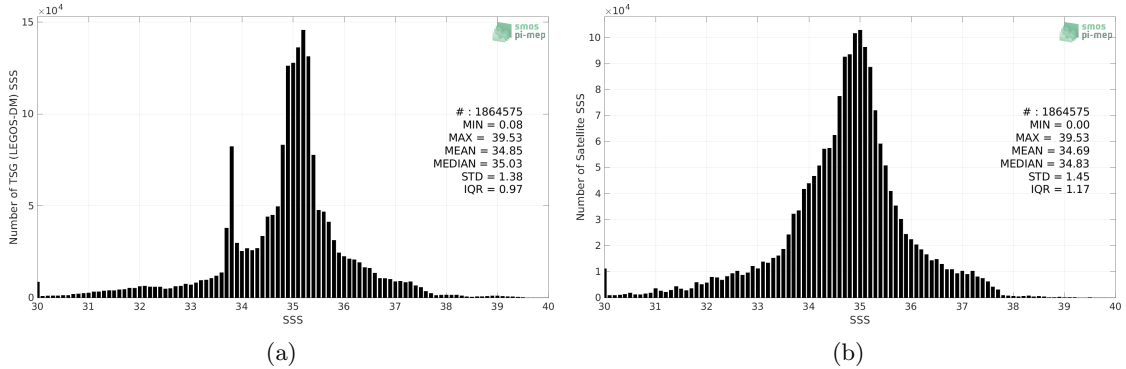 ×10⁴
15
10
5
0
30 31 32 33 34 35 36 37 38 39 40
SSS
Number of TSG (LEGOS-DM) SSS
smos
pi-mep
# : 1864575
MIN = 0.08
MAX = 39.53
MEAN = 34.85
MEDIAN = 35.03
STD = 1.38
IQR = 0.97
(a)
×10⁴
10
9
8
7
6
5
4
3
2
1
0
30 31 32 33 34 35 36 37 38 39 40
SSS
Number of Satellite SSS
smos
pi-mep
# : 1864575
MIN = 0.00
MAX = 39.53
MEAN = 34.69
MEDIAN = 34.83
STD = 1.45
IQR = 1.17
(b)